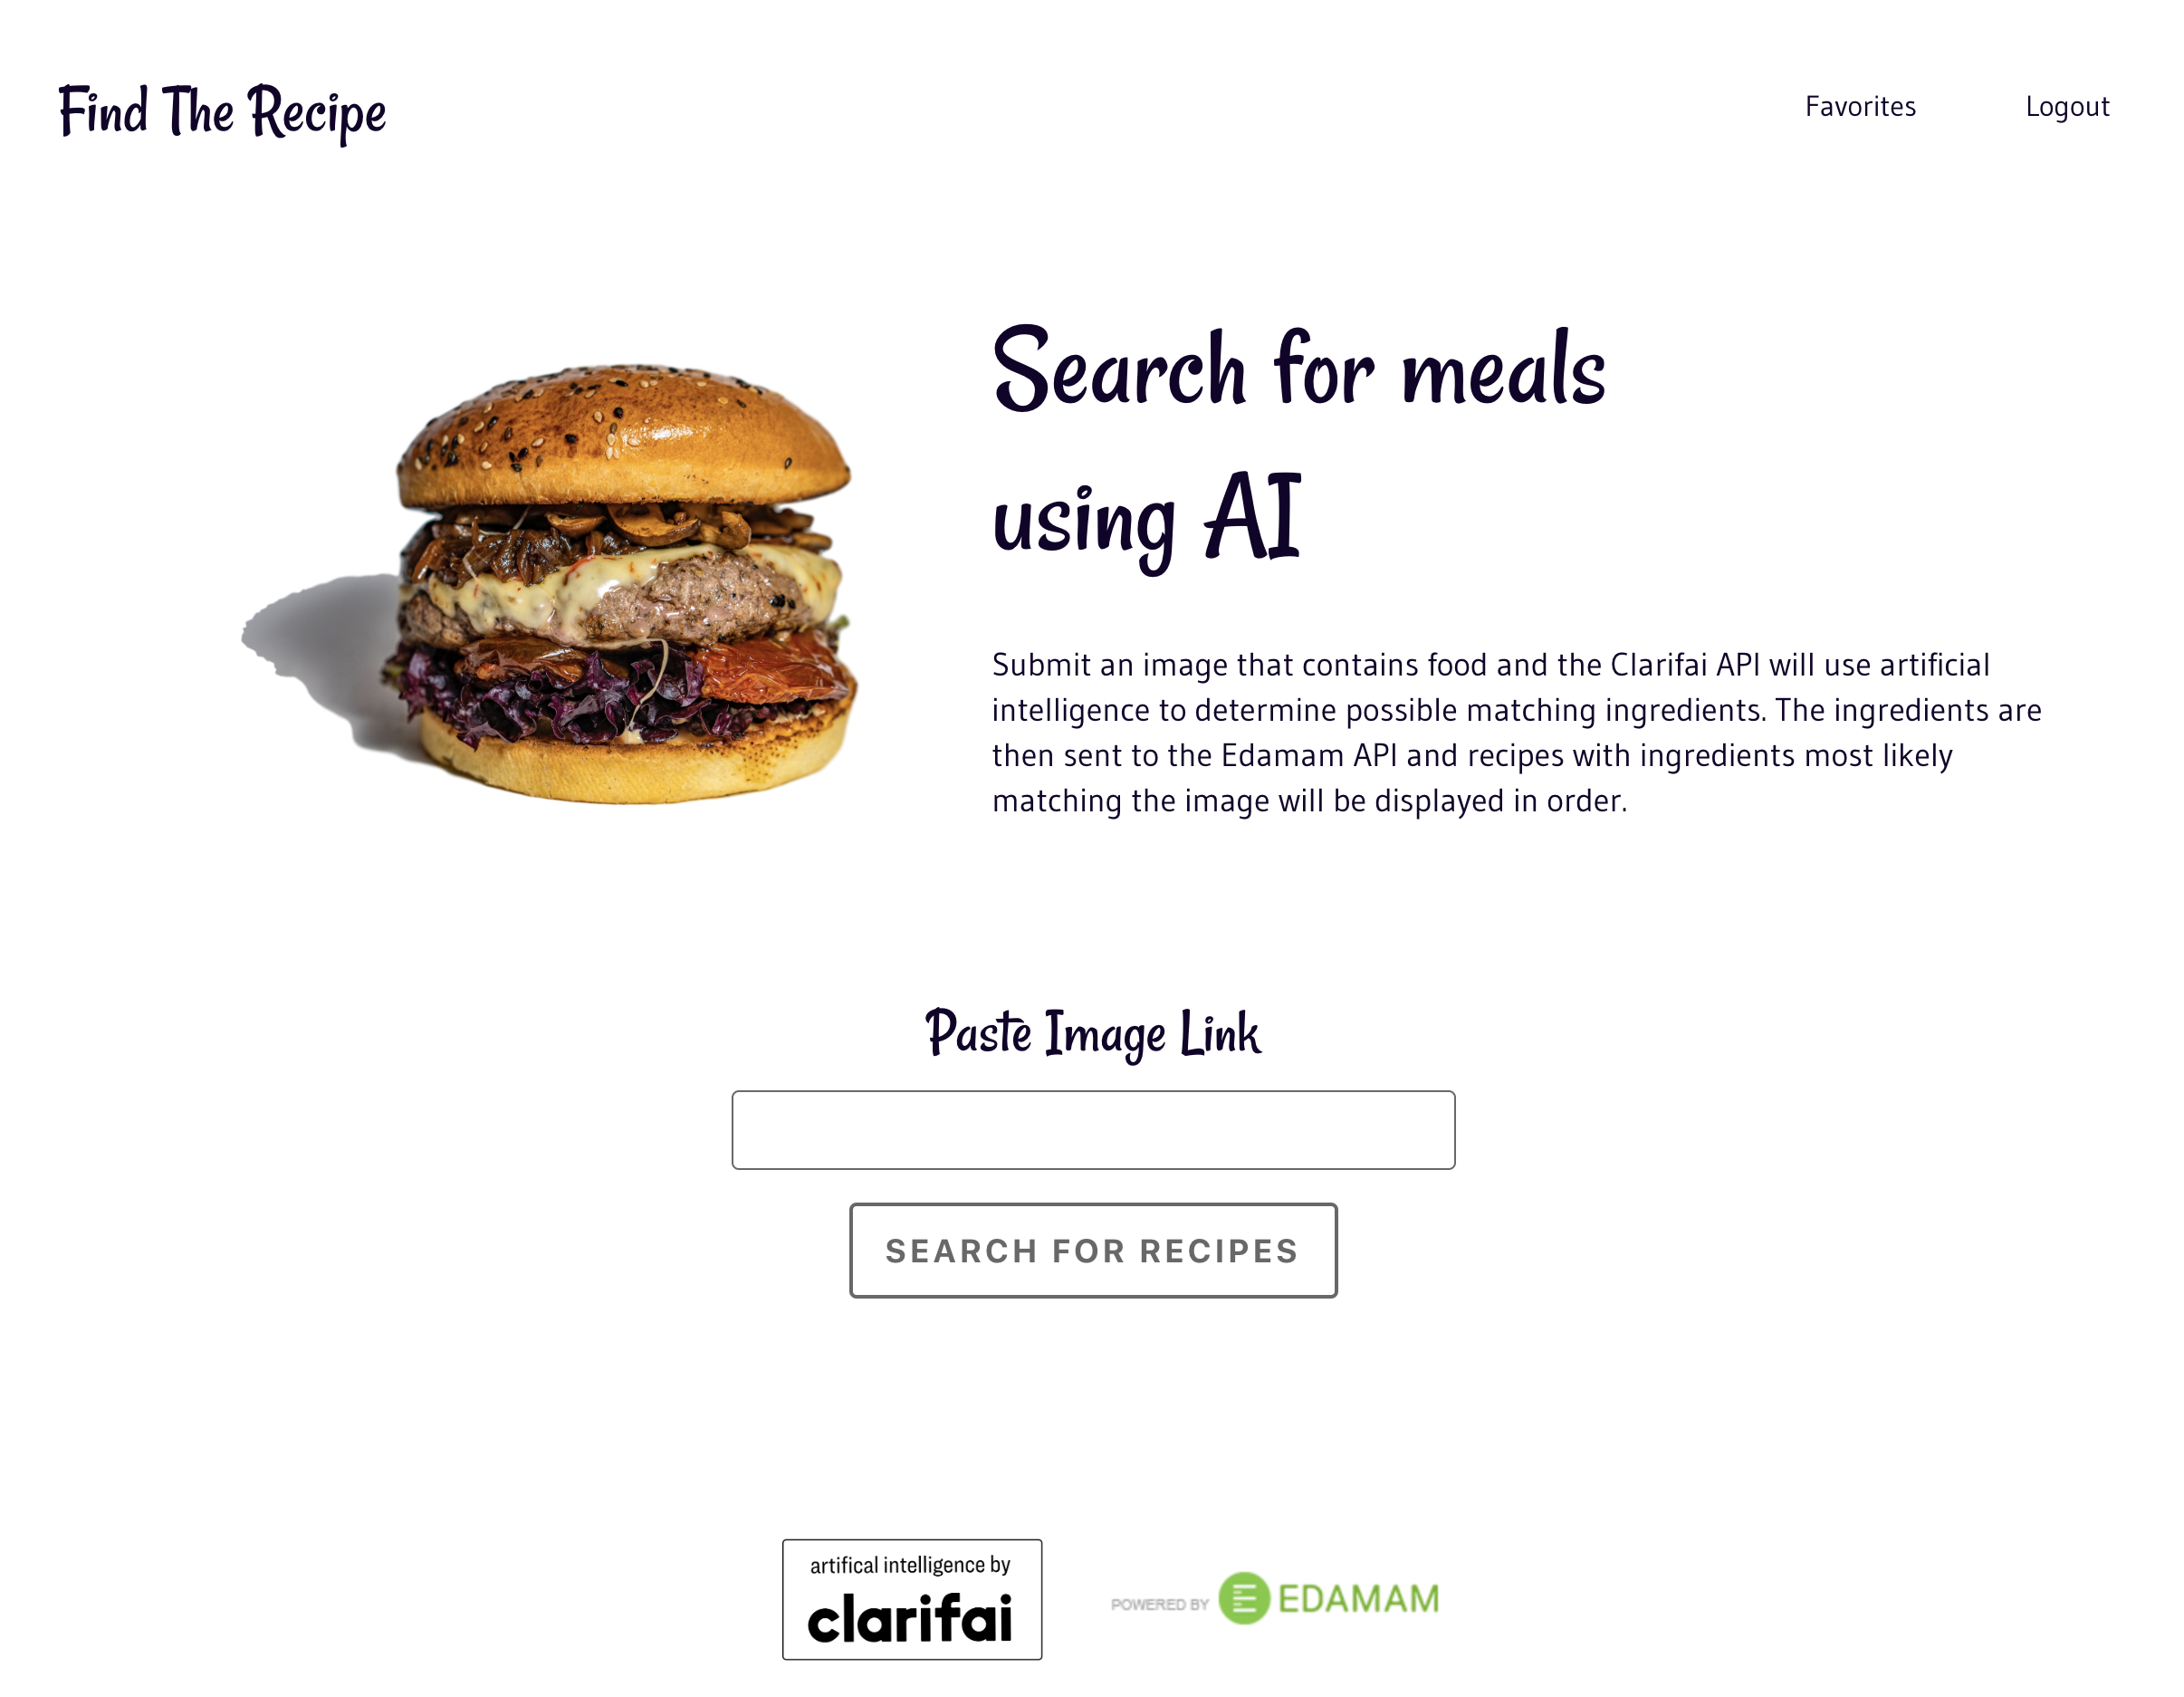 Find The Recipe
Favorites
Logout
Search for meals
using AI
Submit an image that contains food and the Clarifai API will use artificial
intelligence to determine possible matching ingredients. The ingredients are
then sent to the Edamam API and recipes with ingredients most likely
matching the image will be displayed in order.
Paste Image Link
SEARCH FOR RECIPES
artifical intelligence by
clarifai
POWERED BY EDAMAM